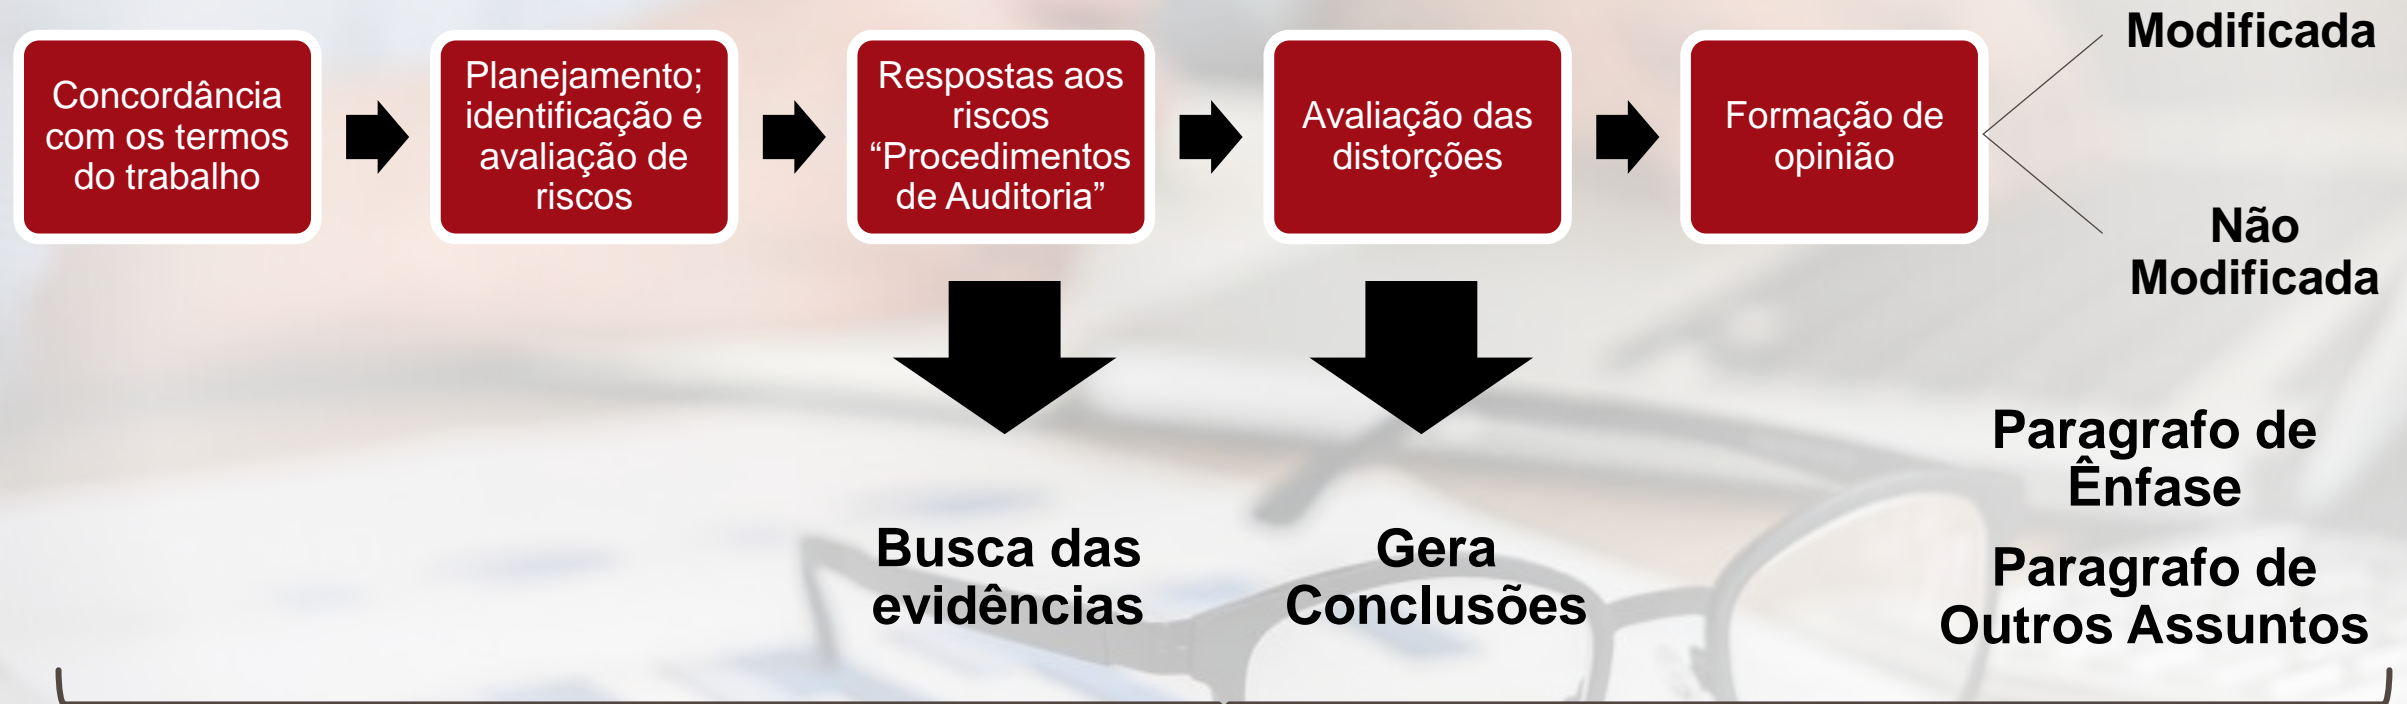 Concordância
com os termos
do trabalho
Planejamento;
identificação e
avaliação de
riscos
Respostas aos
riscos
“Procedimentos
de Auditoria”
Avaliação das
distorções
Formação de
opinião
Modificada
Não
Modificada
Busca das
evidências
Gera
Conclusões
Paragrafo de
Ênfase
Paragrafo de
Outros Assuntos